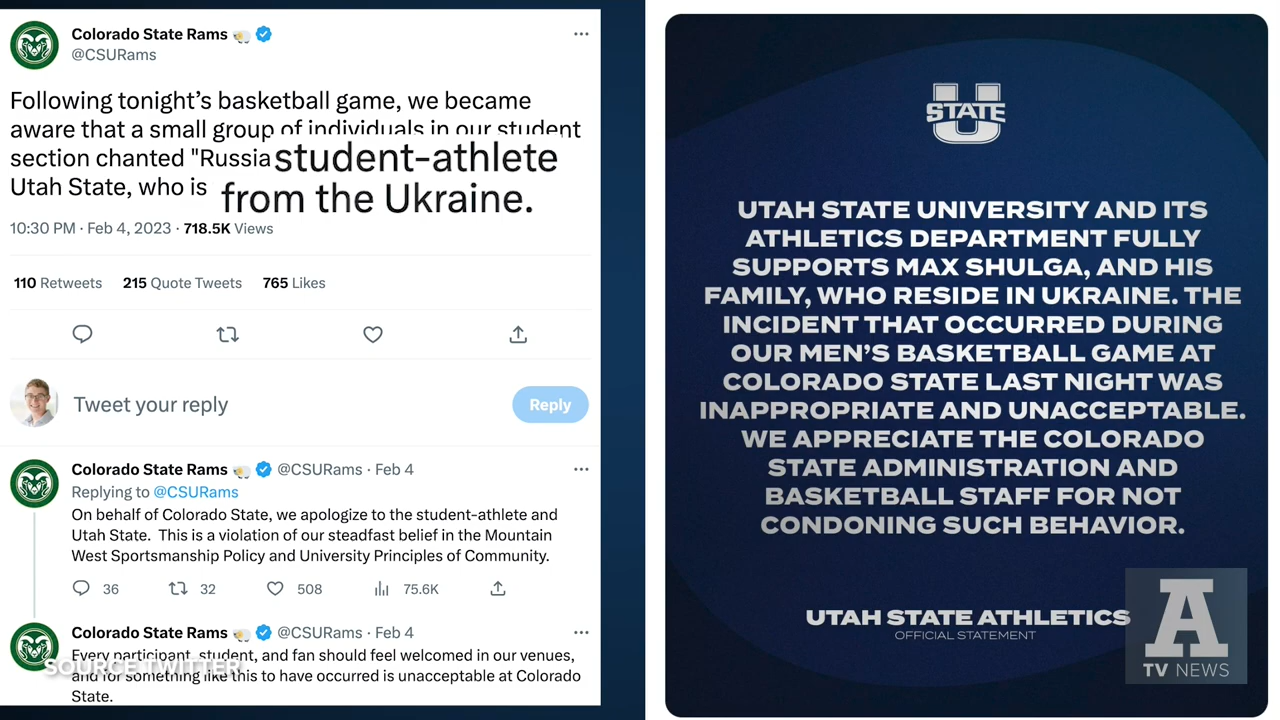 Colorado State Rams
@CSURams
Following tonight's basketball game, we became
aware that a small group of individuals in our student
section chanted "Russia
student-athlete
Utah State, who is
from the Ukraine.
10:30 PM · Feb 4, 2023 · 718.5K Views
110 Retweets 215 Quote Tweets 765 Likes
Tweet your reply
Reply
Colorado State Rams @CSURams · Feb 4
Replying to @CSURams
On behalf of Colorado State, we apologize to the student-athlete and
Utah State. This is a violation of our steadfast belief in the Mountain
West Sportsmanship Policy and University Principles of Community.
36 32 508 75.6K
Colorado State Rams @CSURams · Feb 4
Every participant, student, and fan should feel welcomed in our venues,
and for something like this to have occurred is unacceptable at Colorado
State.
SOURCE TWITTER
U STATE
UTAH STATE UNIVERSITY AND ITS
ATHLETICS DEPARTMENT FULLY
SUPPORTS MAX SHULGA, AND HIS
FAMILY, WHO RESIDE IN UKRAINE. THE
INCIDENT THAT OCCURRED DURING
OUR MEN'S BASKETBALL GAME AT
COLORADO STATE LAST NIGHT WAS
INAPPROPRIATE AND UNACCEPTABLE.
WE APPRECIATE THE COLORADO
STATE ADMINISTRATION AND
BASKETBALL STAFF FOR NOT
CONDONING SUCH BEHAVIOR.
UTAH STATE ATHLETICS
OFFICIAL STATEMENT
A
TV NEWS